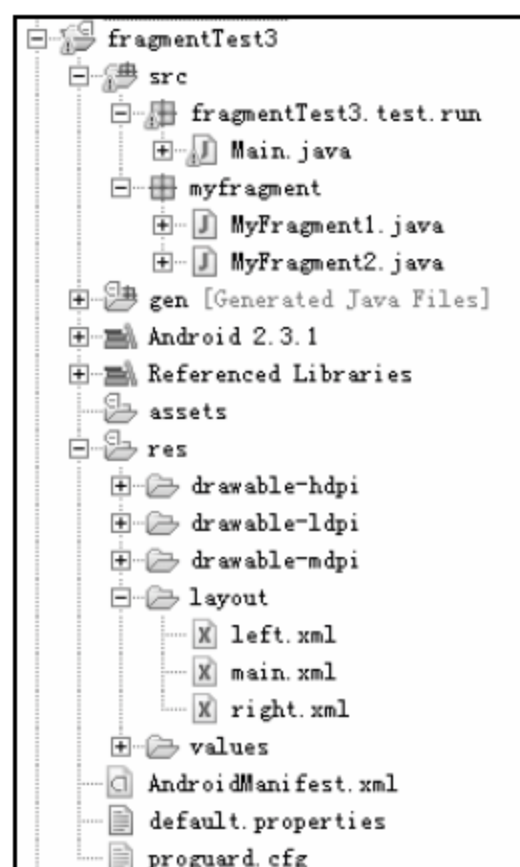 fragmentTest3
src
fragmentTest3.test.run
Main.java
myfragment
MyFragment1.java
MyFragment2.java
gen [Generated Java Files]
Android 2.3.1
Referenced Libraries
assets
res
drawable-hdpi
drawable-ldpi
drawable-mdpi
layout
left.xml
main.xml
right.xml
values
AndroidManifest.xml
default.properties
proguard.cfg